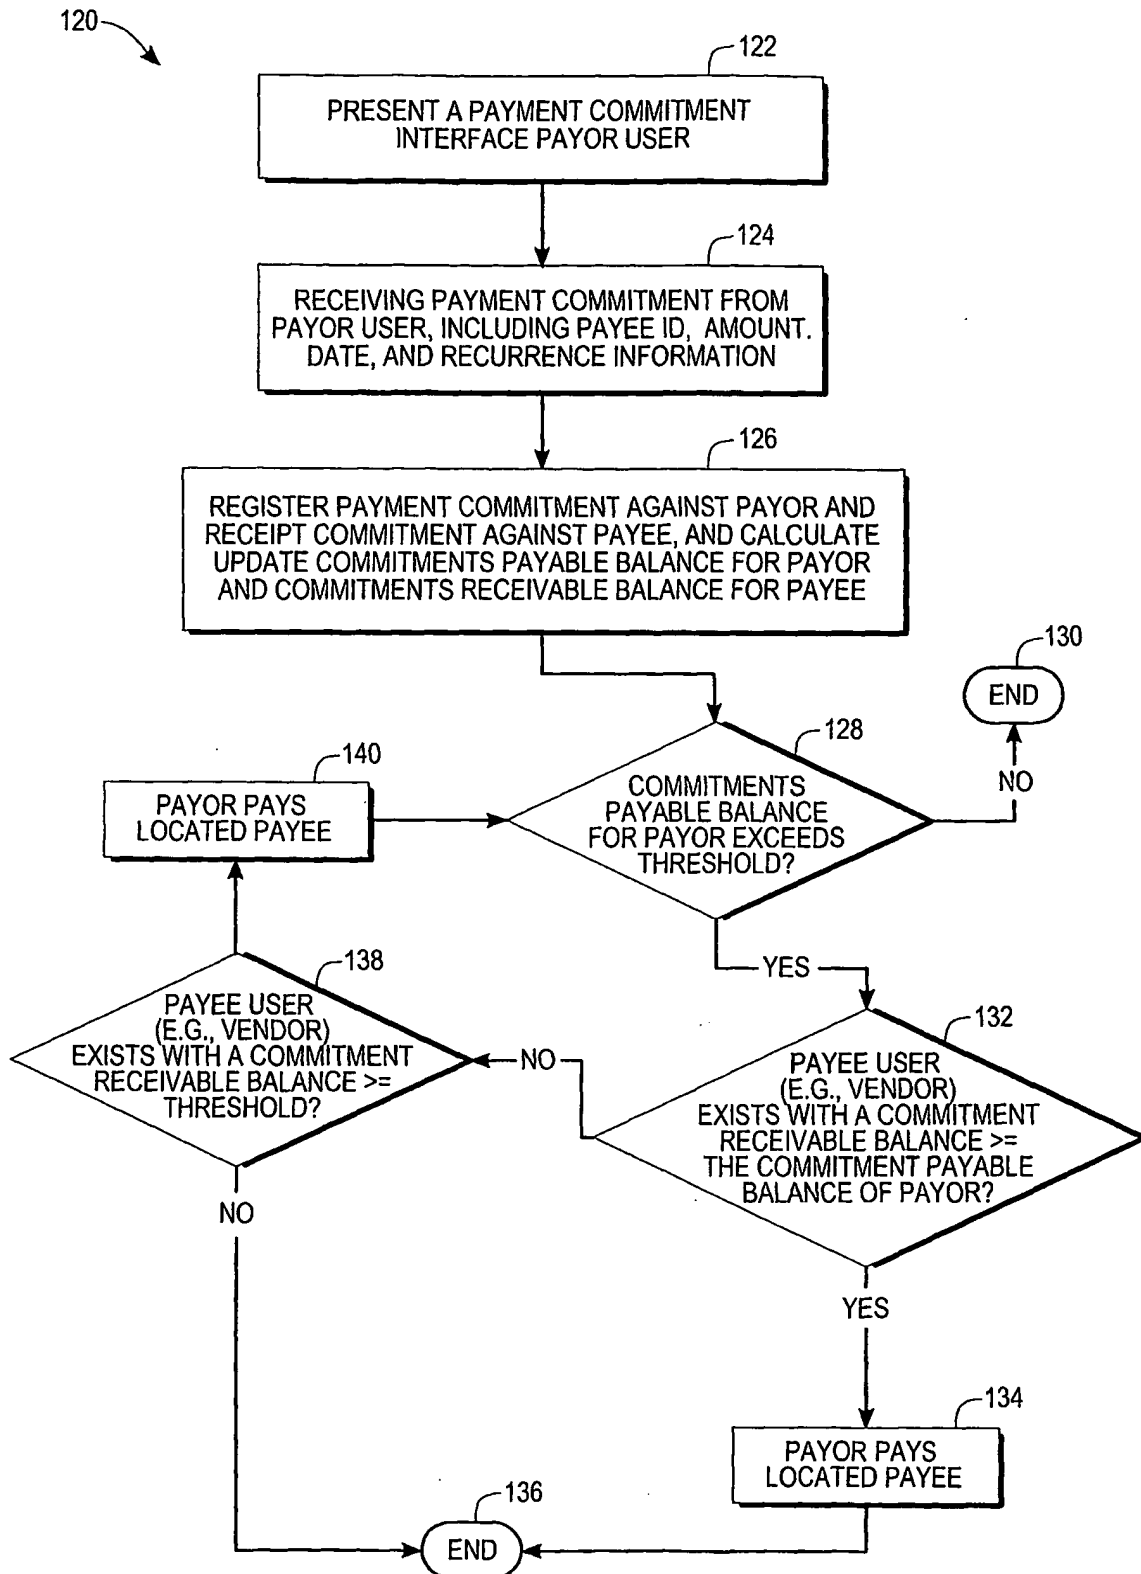 120
122
PRESENT A PAYMENT COMMITMENT
INTERFACE PAYOR USER
124
RECEIVING PAYMENT COMMITMENT FROM
PAYOR USER, INCLUDING PAYEE ID, AMOUNT.
DATE, AND RECURRENCE INFORMATION
126
REGISTER PAYMENT COMMITMENT AGAINST PAYOR AND
RECEIPT COMMITMENT AGAINST PAYEE, AND CALCULATE
UPDATE COMMITMENTS PAYABLE BALANCE FOR PAYOR
AND COMMITMENTS RECEIVABLE BALANCE FOR PAYEE
130
END
NO
128
COMMITMENTS
PAYABLE BALANCE
FOR PAYOR EXCEEDS
THRESHOLD?
YES
140
PAYOR PAYS
LOCATED PAYEE
138
PAYEE USER
(E.G., VENDOR)
EXISTS WITH A COMMITMENT
RECEIVABLE BALANCE >=
THRESHOLD?
NO
NO
132
PAYEE USER
(E.G., VENDOR)
EXISTS WITH A COMMITMENT
RECEIVABLE BALANCE >=
THE COMMITMENT PAYABLE
BALANCE OF PAYOR?
YES
134
PAYOR PAYS
LOCATED PAYEE
136
END